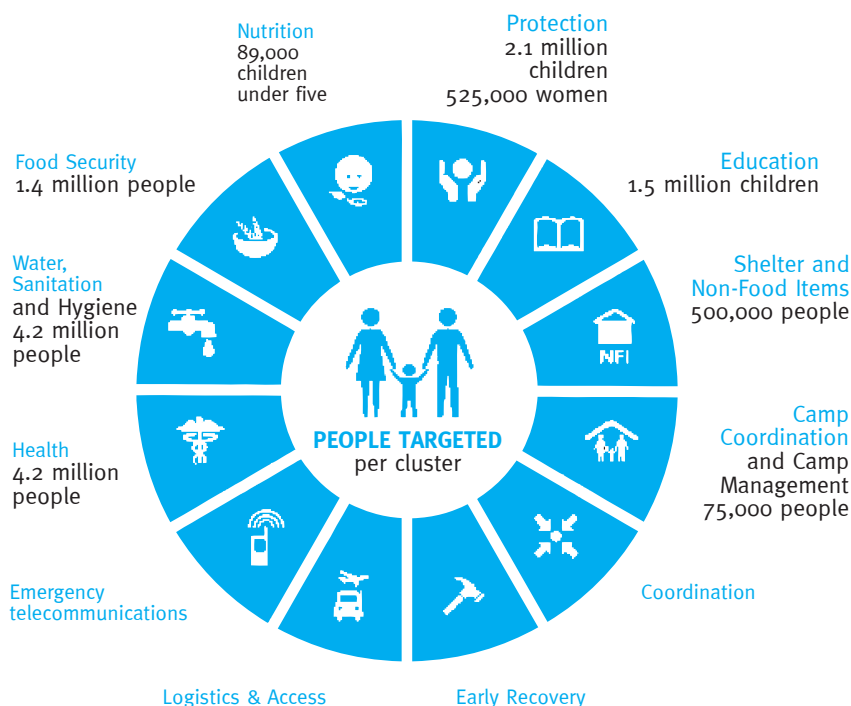 Nutrition
89,000
children
under five
Protection
2.1 million
children
525,000 women
Food Security
1.4 million people
Education
1.5 million children
Water,
Sanitation
and Hygiene
4.2 million
people
Shelter and
Non-Food Items
500,000 people
NFI
PEOPLE TARGETED
per cluster
Health
4.2 million
people
Camp
Coordination
and Camp
Management
75,000 people
Emergency
telecommunications
Coordination
Logistics & Access
Early Recovery